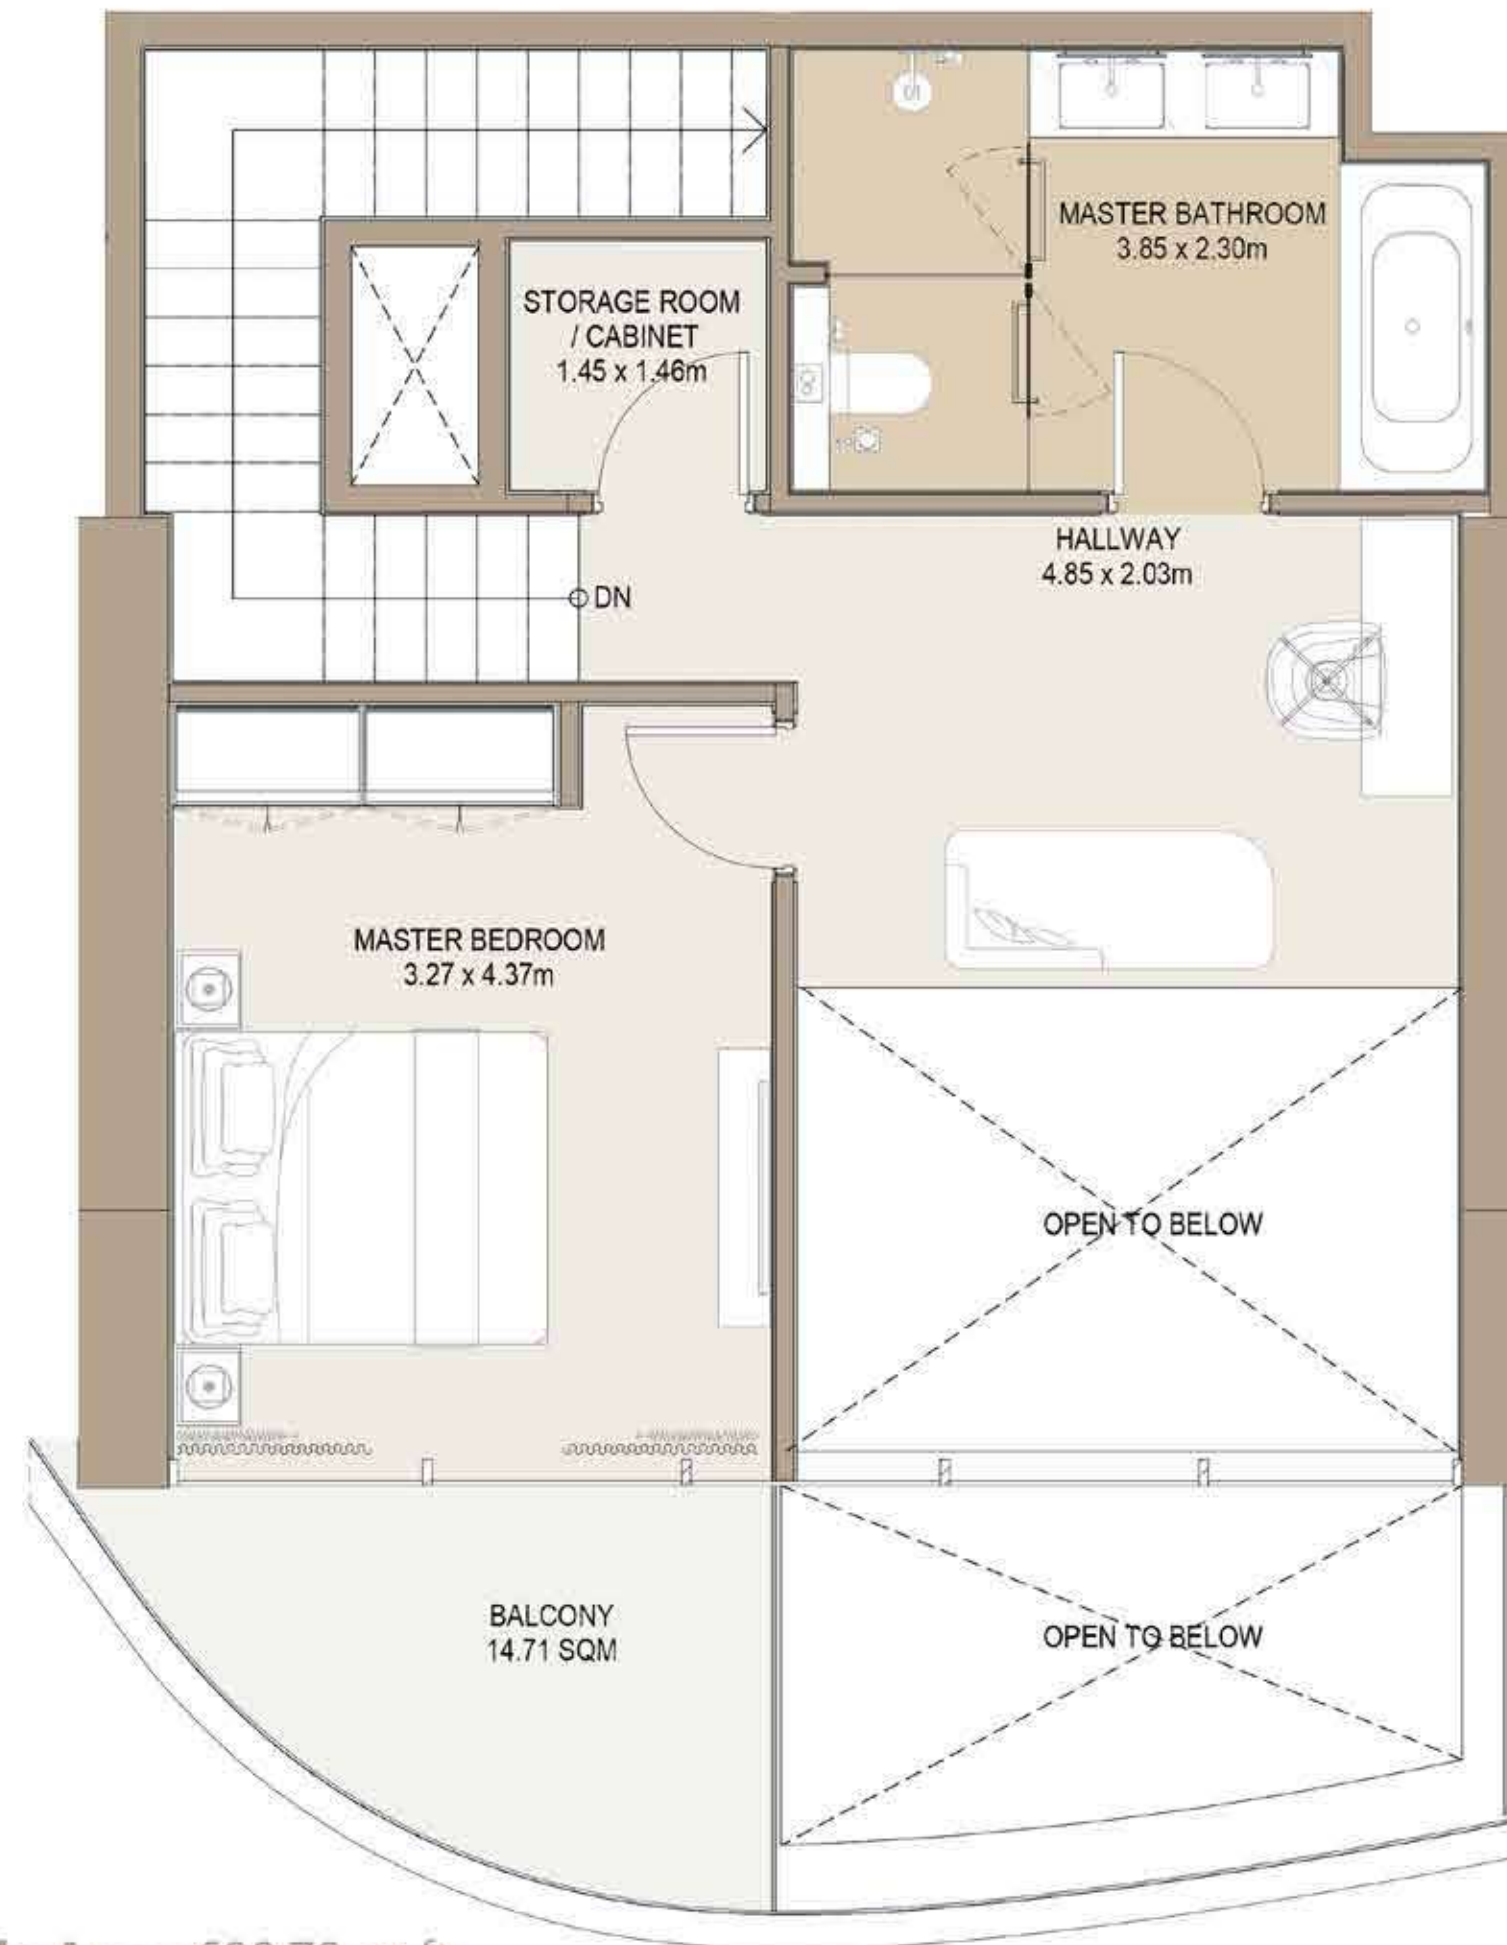 MASTER BATHROOM
3.85 x 2.30m
STORAGE ROOM
/ CABINET
1.45 x 1.46m
HALLWAY
4.85 x 2.03m
DN
MASTER BEDROOM
3.27 x 4.37m
OPEN TO BELOW
BALCONY
14.71 SQM
OPEN TO BELOW